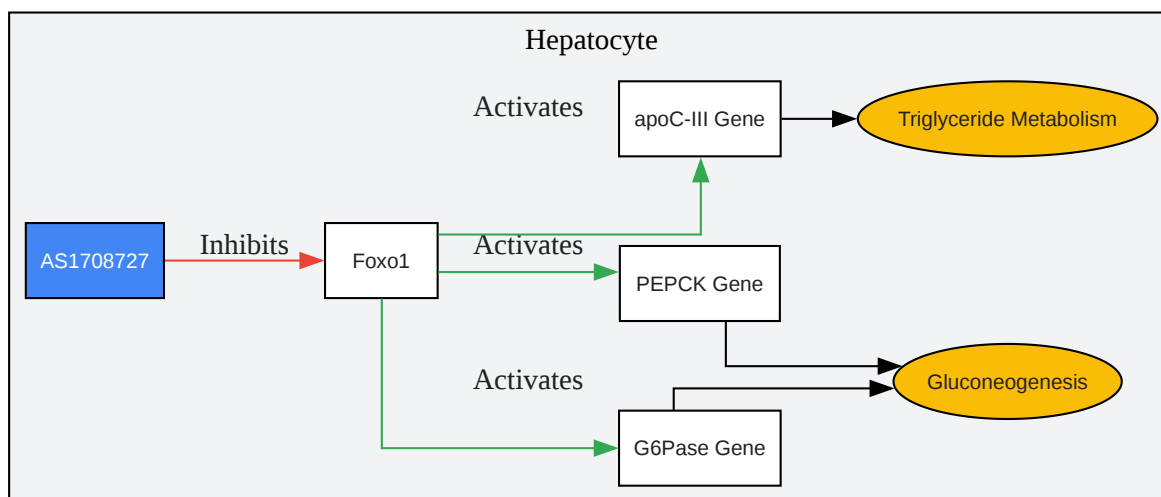 Hepatocyte
Activates
apoC-III Gene
Triglyceride Metabolism
AS1708727
Inhibits
Foxo1
Activates
PEPCK Gene
Activates
Gluconeogenesis
G6Pase Gene